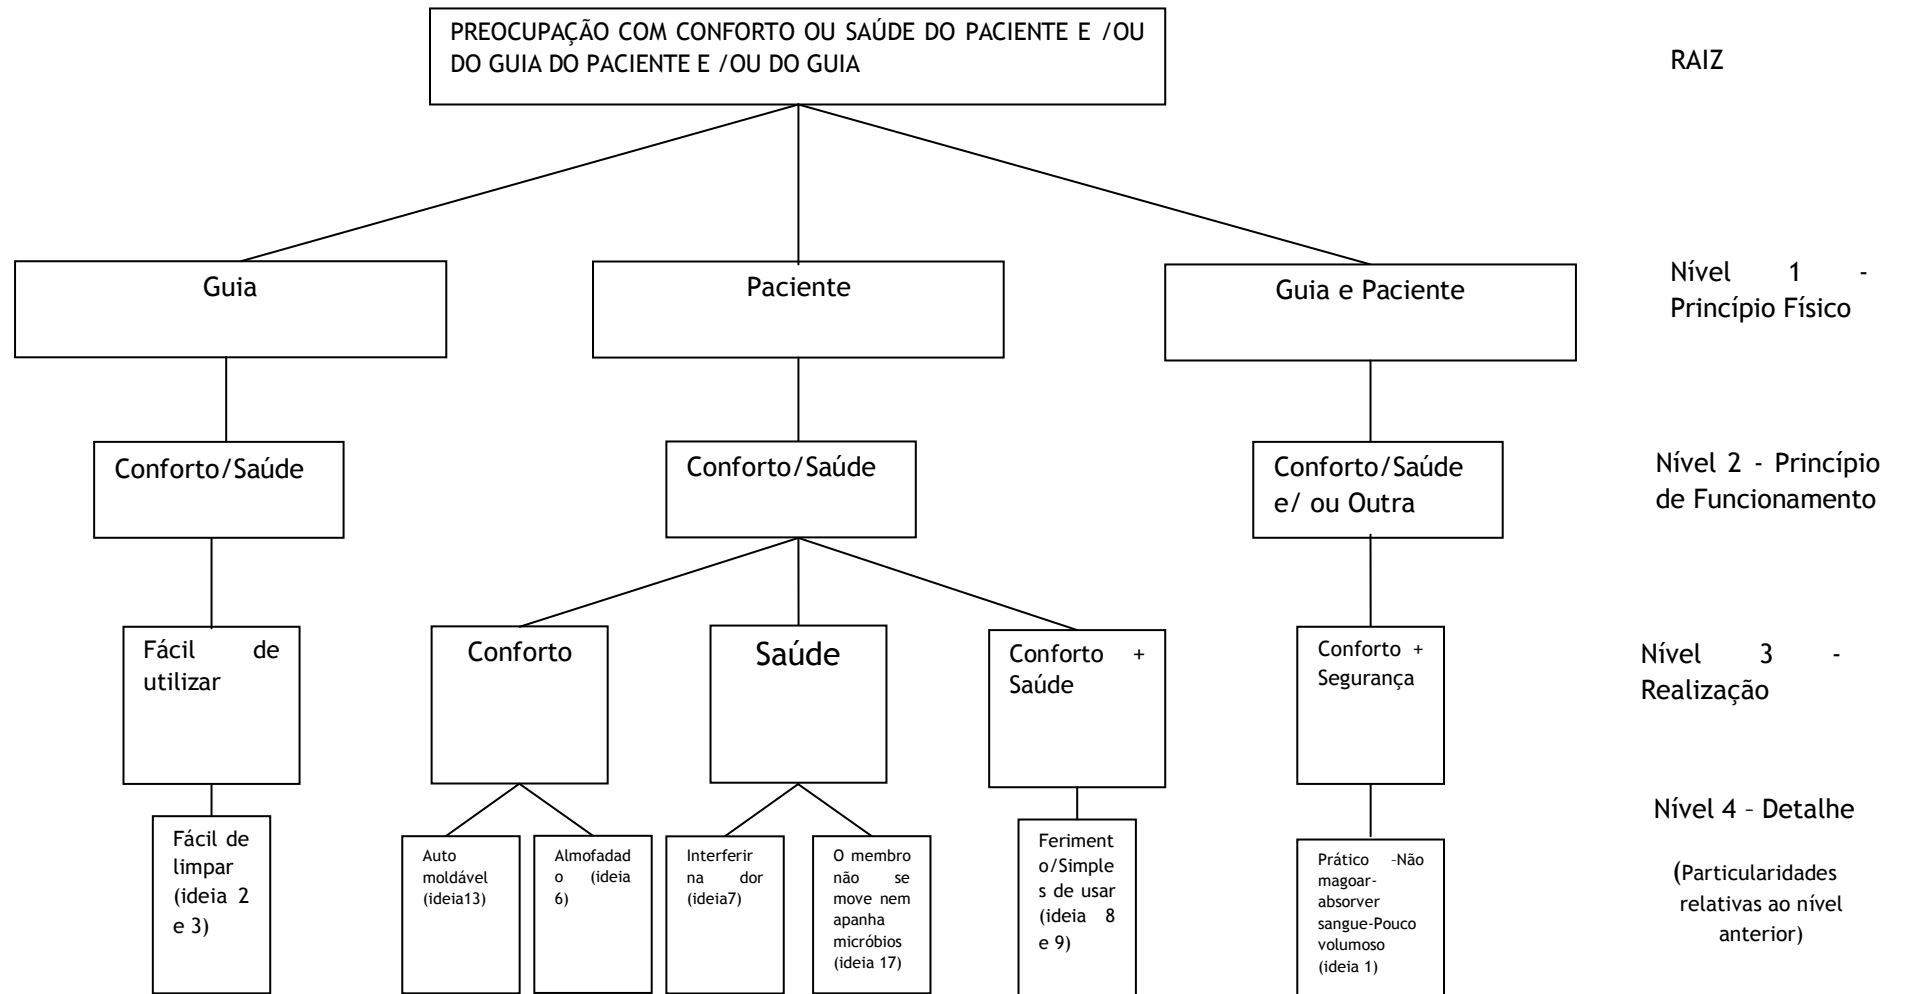 PREOCUPAÇÃO COM CONFORTO OU SAÚDE DO PACIENTE E /OU
DO GUIA DO PACIENTE E /OU DO GUIA
RAIZ
Guia
Paciente
Guia e Paciente
Nível 1 -
Princípio Físico
Conforto/Saúde
Conforto/Saúde
Conforto/Saúde
e/ ou Outra
Nível 2 - Princípio
de Funcionamento
Fácil de
utilizar
Conforto
Saúde
Conforto +
Saúde
Conforto +
Segurança
Nível 3 -
Realização
Fácil de
limpar
(ideia 2
e 3)
Auto
moldável
(ideia13)
Almofadad
o (ideia
6)
Interferir
na dor
(ideia7)
O membro
não se
move nem
apanha
micróbios
(ideia 17)
Feriment
o/Simple
s de usar
(ideia 8
e 9)
Prático -Não
magoar-
absorver
sangue-Pouco
volumoso
(ideia 1)
Nível 4 – Detalhe
(Particularidades
relativas ao nível
anterior)